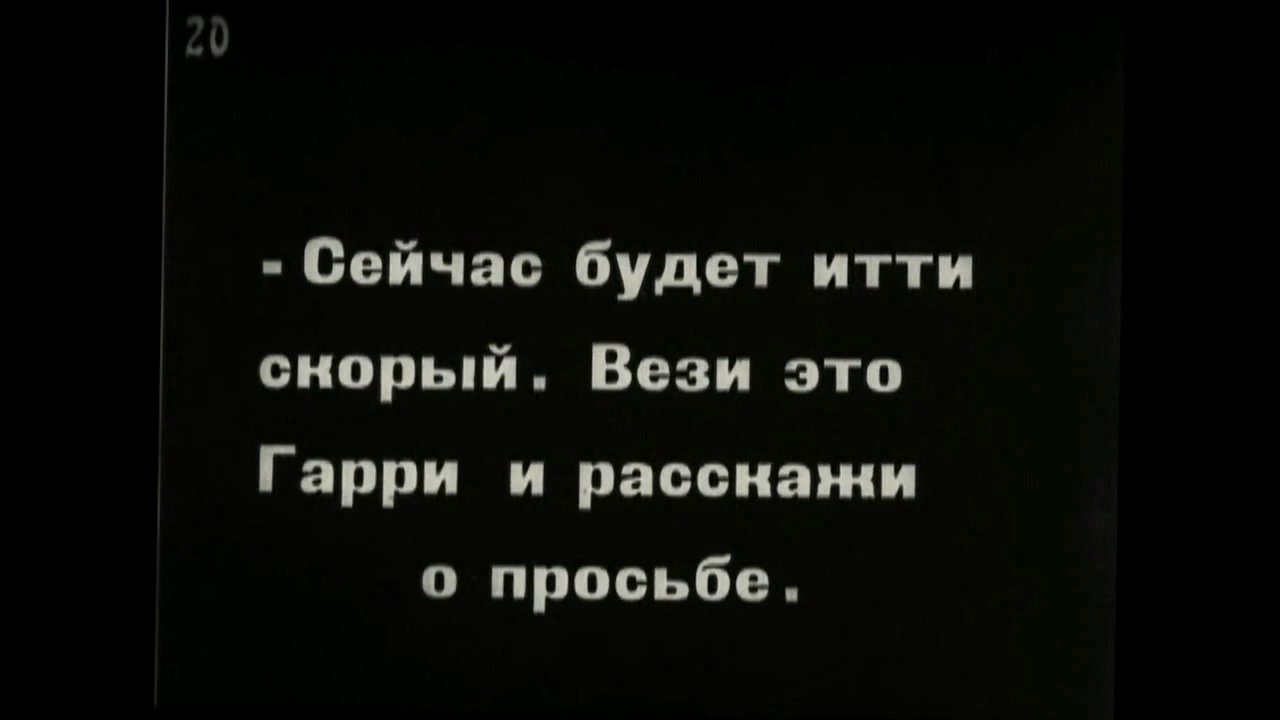 20
- Сейчас будет итти
скорый. Вези это
Гарри и расскажи
о просьбе.